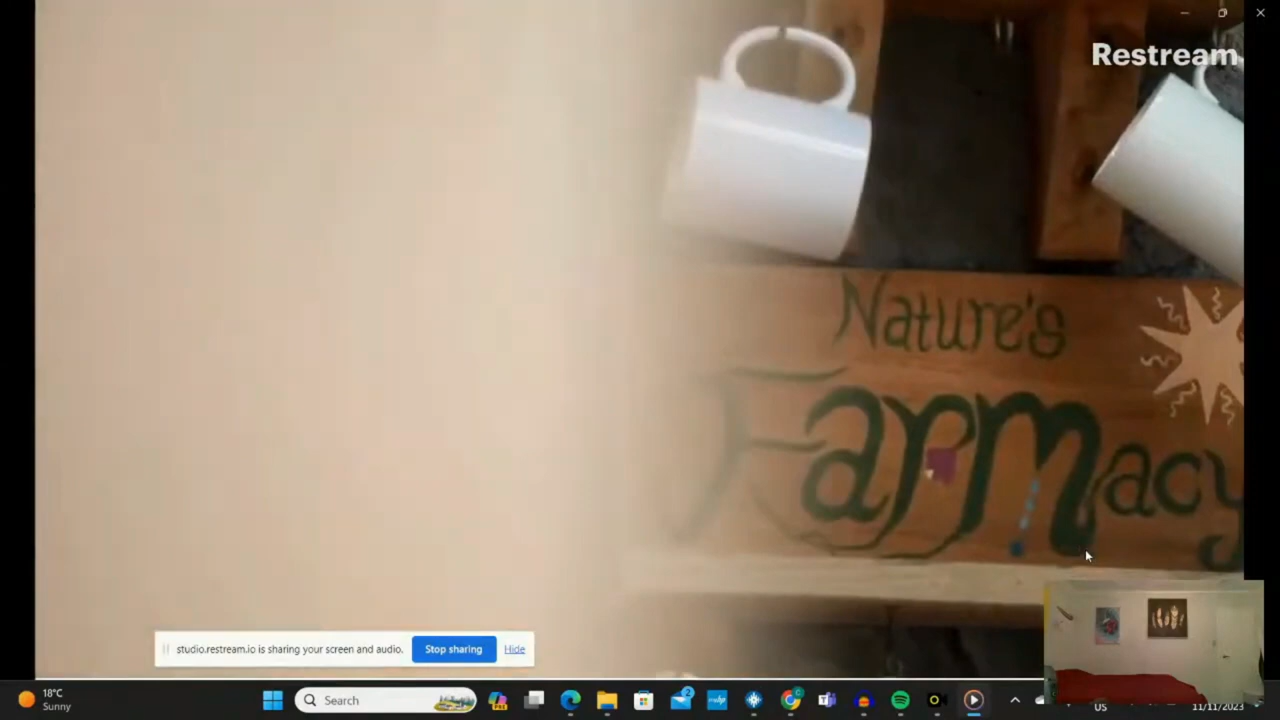 Restream
Nature's
Farmacy
studio.restream.io is sharing your screen and audio.
Stop sharing
Hide
18°C
Sunny
Search
2
US
11/11/2023